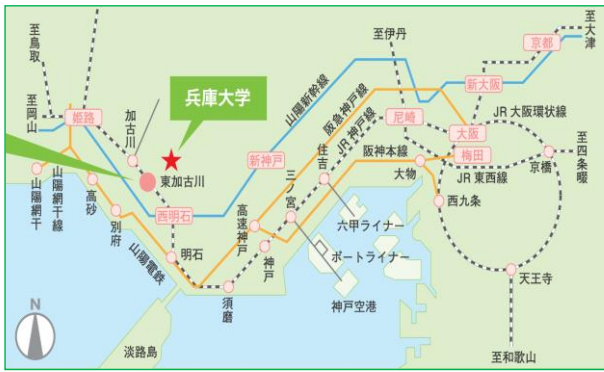 至鳥取
至岡山
姫路
加古川
兵庫大学
東加古川
山陽網干
山陽網干線
高砂
別府
西明石
山陽電鉄
明石
須磨
淡路島
N
山陽新幹線
新神戸
阪急神戸線
JR神戸線
住吉
三ノ宮
高速神戸
神戸
六甲ライナー
ポートライナー
神戸空港
阪神本線
至伊丹
尼崎
大物
新大阪
京都
至大津
大阪
梅田
JR大阪環状線
JR東西線
京橋
至四条畷
西九条
天王寺
至和歌山